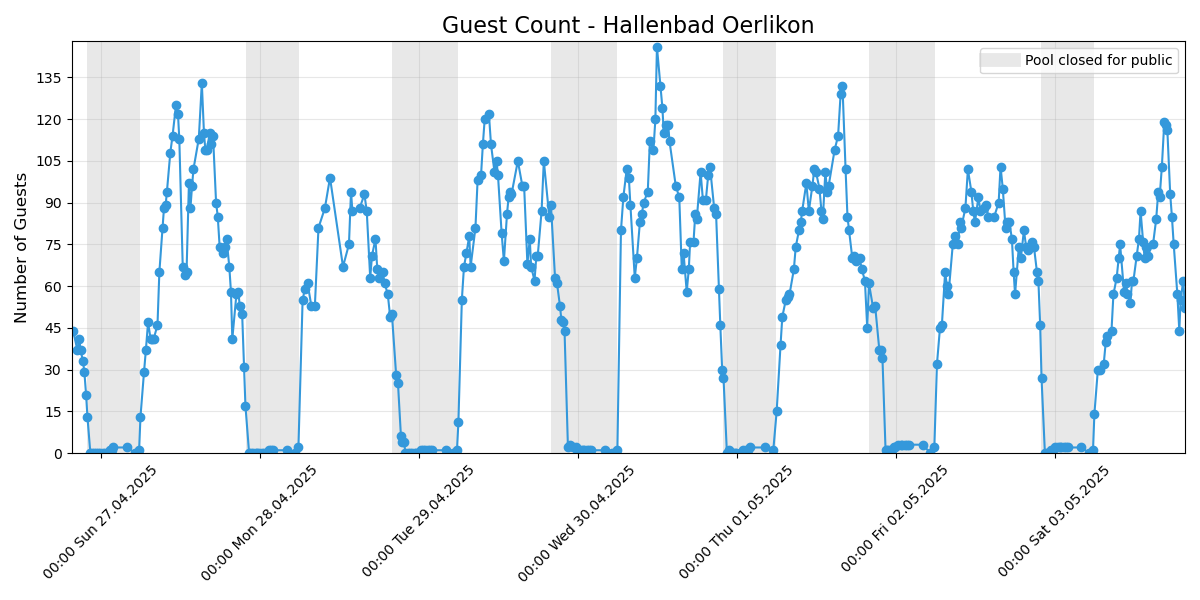 Guest Count - Hallenbad Oerlikon
Pool closed for public
Number of Guests
135
120
105
90
75
60
45
30
15
0
00:00 Sun 27.04.2025
00:00 Mon 28.04.2025
00:00 Tue 29.04.2025
00:00 Wed 30.04.2025
00:00 Thu 01.05.2025
00:00 Fri 02.05.2025
00:00 Sat 03.05.2025